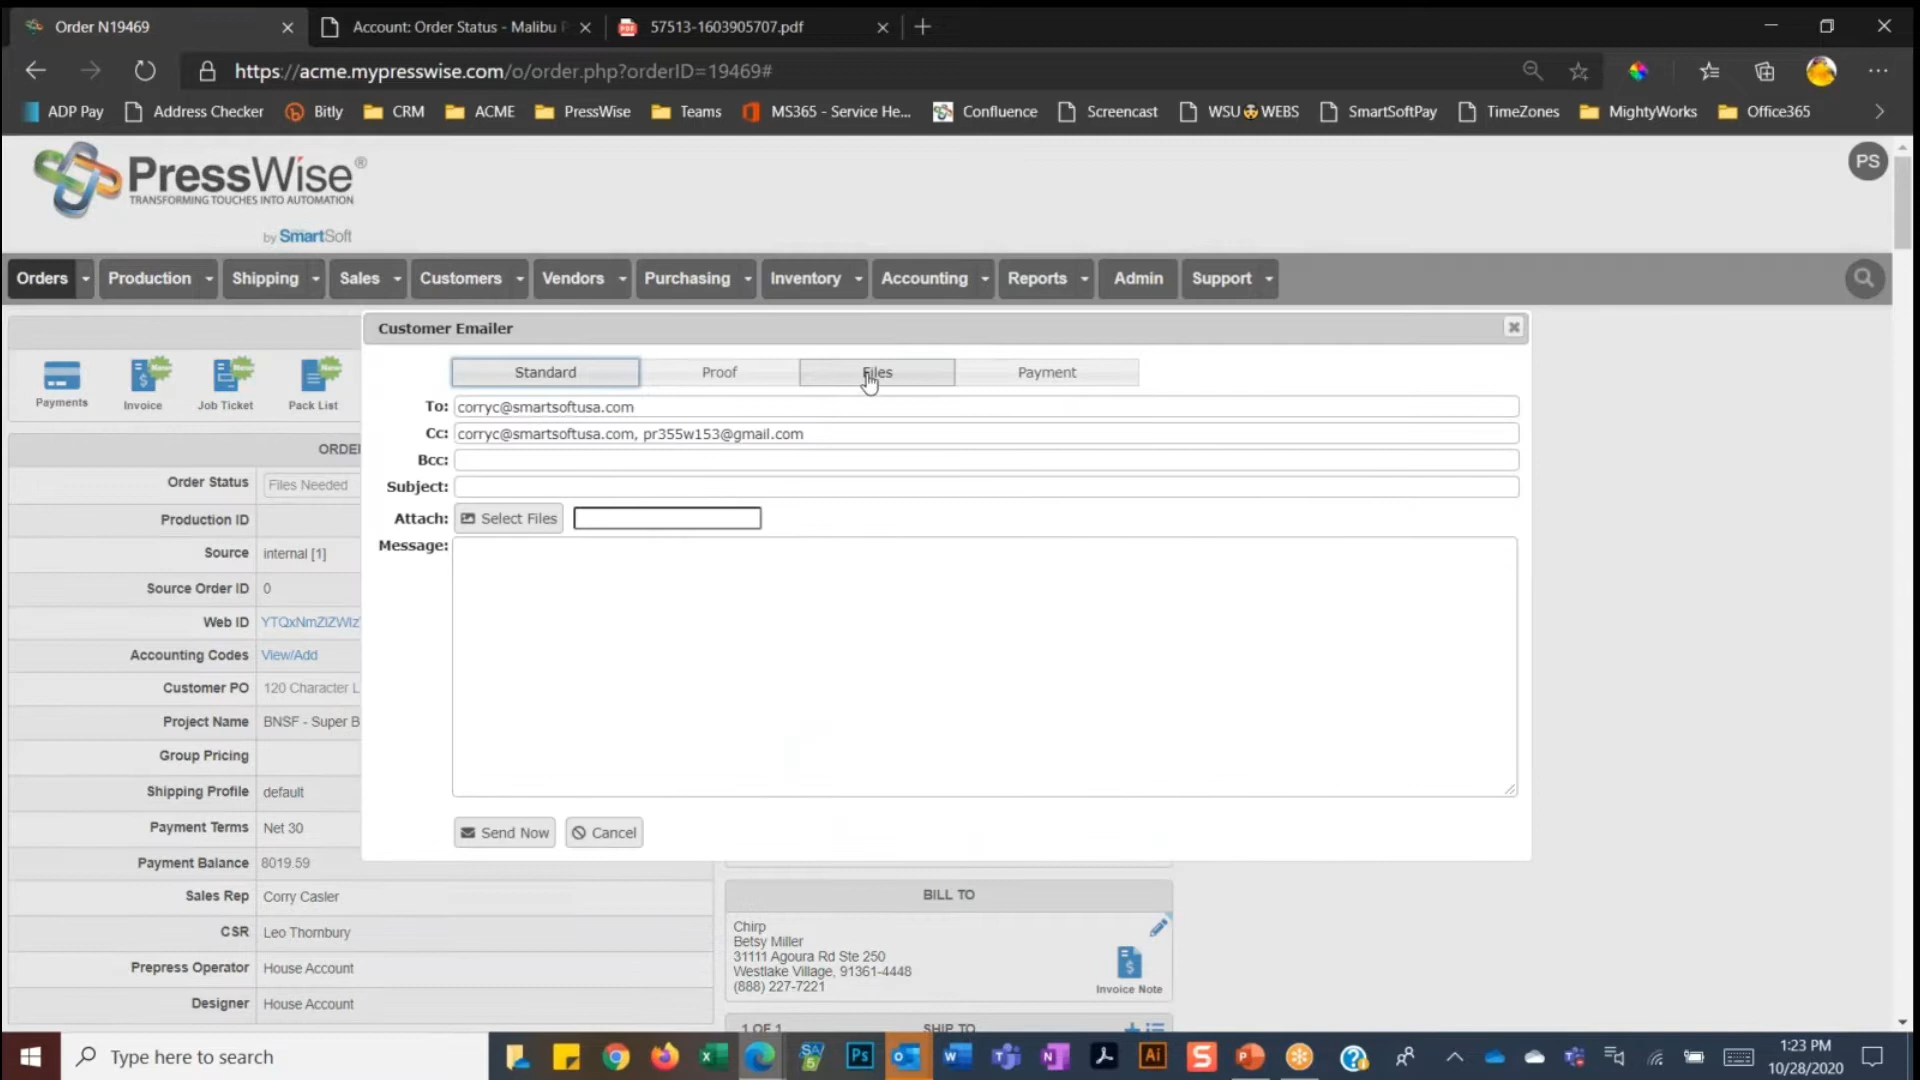 Order N19469
Account: Order Status - Malibu
57513-1603905707.pdf
https://acme.mypresswise.com/o/order.php?orderID=19469#
ADP Pay
Address Checker
Bitly
CRM
ACME
PressWise
Teams
MS365 - Service He...
Confluence
Screencast
WSU WEBS
SmartSoftPay
TimeZones
MightyWorks
Office365
PressWise®
TRANSFORMING TOUCHES INTO AUTOMATION
by SmartSoft
PS
Orders
Production
Shipping
Sales
Customers
Vendors
Purchasing
Inventory
Accounting
Reports
Admin
Support
Customer Emailer
Payments
Invoice
Job Ticket
Pack List
Standard
Proof
Files
Payment
To: corryc@smartsoftusa.com
Cc: corryc@smartsoftusa.com, pr355w153@gmail.com
Bcc:
Subject:
Attach: Select Files
Message:
Send Now
Cancel
ORDE
Order Status Files Needed
Production ID
Source internal [1]
Source Order ID 0
Web ID
Accounting Codes View/Add
Customer PO 120 Character L
Project Name BNSF - Super B
Group Pricing
Shipping Profile default
Payment Terms Net 30
Payment Balance 8019.59
Sales Rep Corry Casler
CSR Leo Thornbury
Prepress Operator House Account
Designer House Account
BILL TO
Chirp
Betsy Miller
31111 Agoura Rd Ste 250
Westlake Village, 91361-4448
(888) 227-7221
Invoice Note
1 OF 1
SHIP TO
Type here to search
1:23 PM
10/28/2020